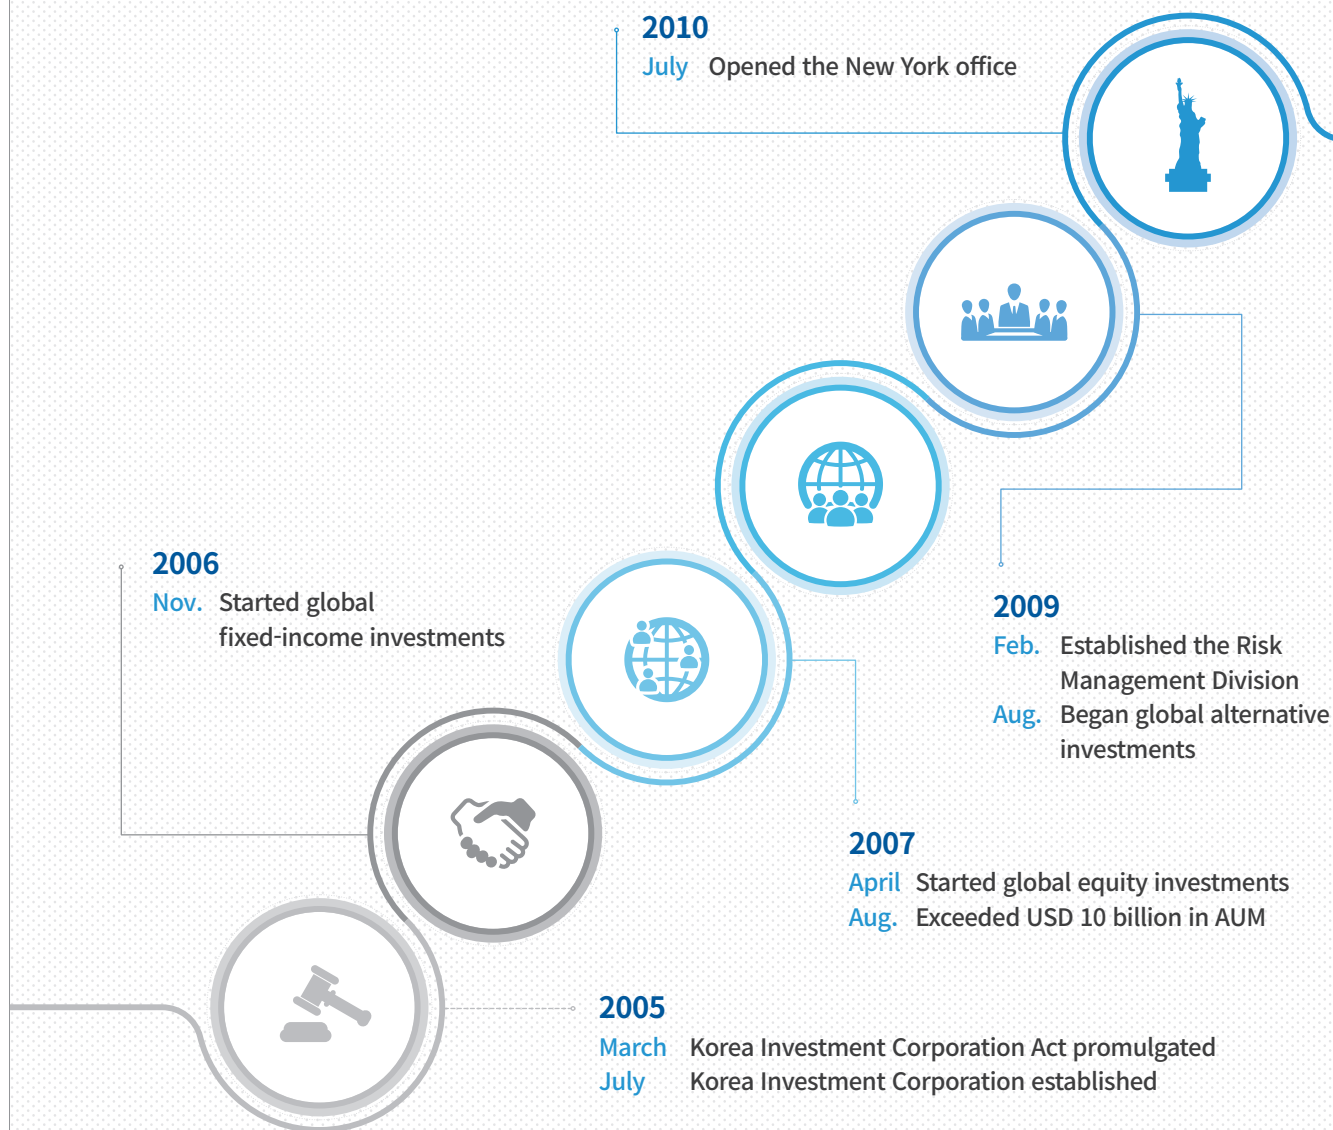 2010
July Opened the New York office
2006
Nov. Started global
fixed-income investments
2009
Feb. Established the Risk
Management Division
Aug. Began global alternative
investments
2007
April Started global equity investments
Aug. Exceeded USD 10 billion in AUM
2005
March Korea Investment Corporation Act promulgated
July Korea Investment Corporation established